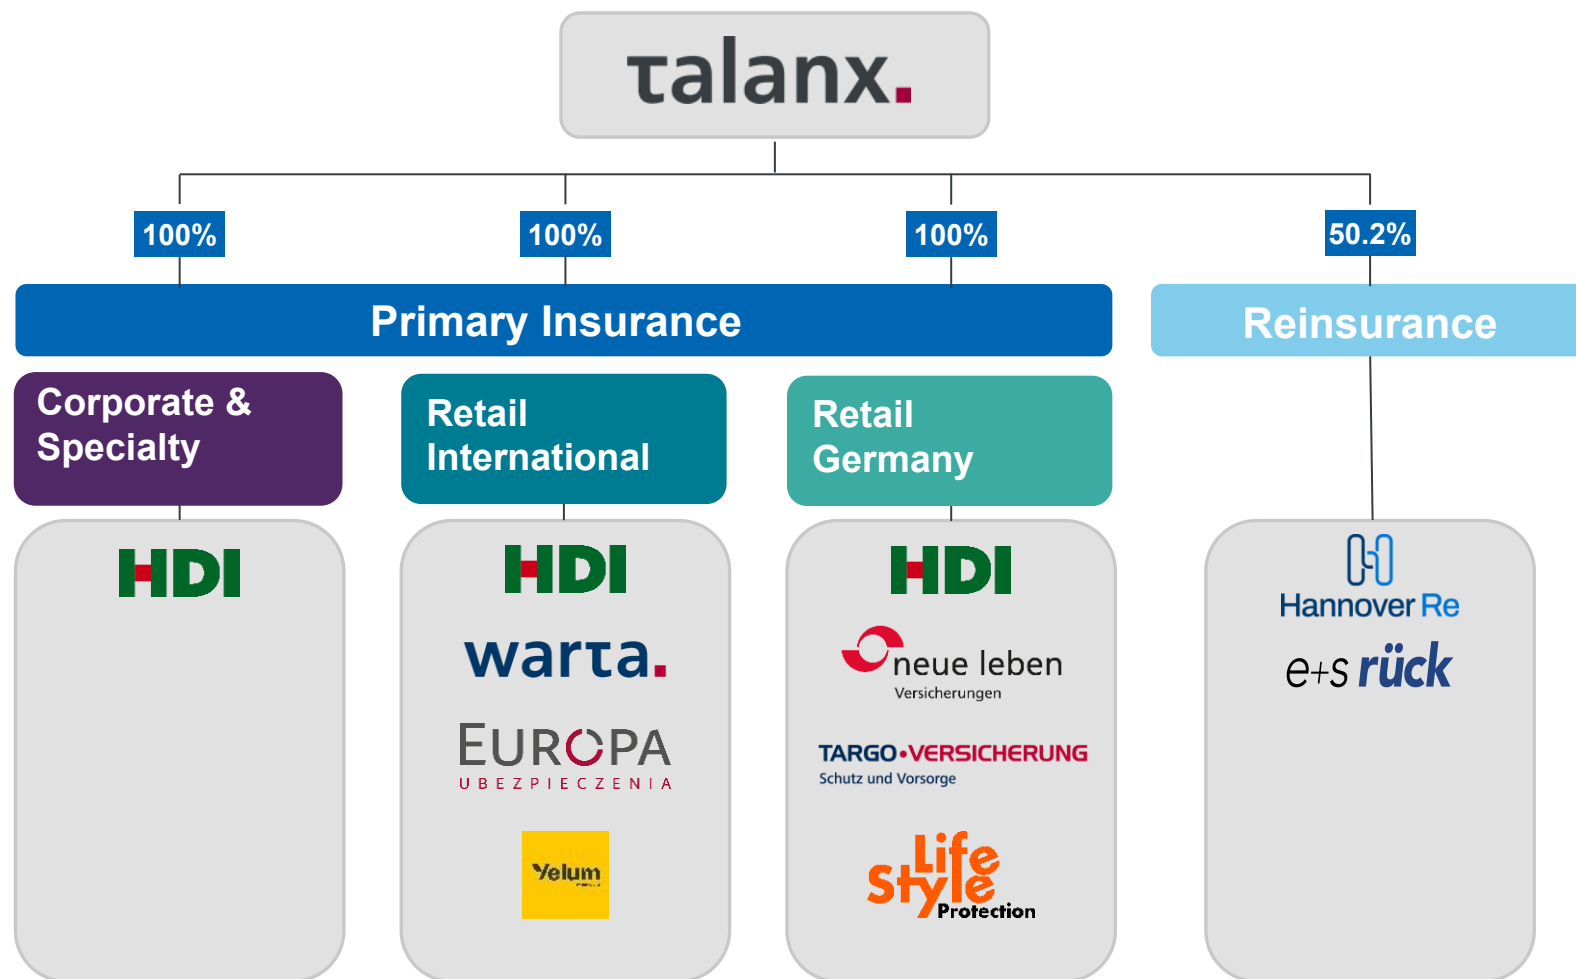 talanx.
100%
100%
100%
50.2%
Primary Insurance
Reinsurance
Corporate &
Specialty
Retail
International
Retail
Germany
HDI
HDI
warta.
EUROPA
UBEZPIECZENIA
Yelum
HDI
neue leben
Versicherungen
TARGO•VERSICHERUNG
Schutz und Vorsorge
Life
Style
Protection
Hannover Re
e+s rück